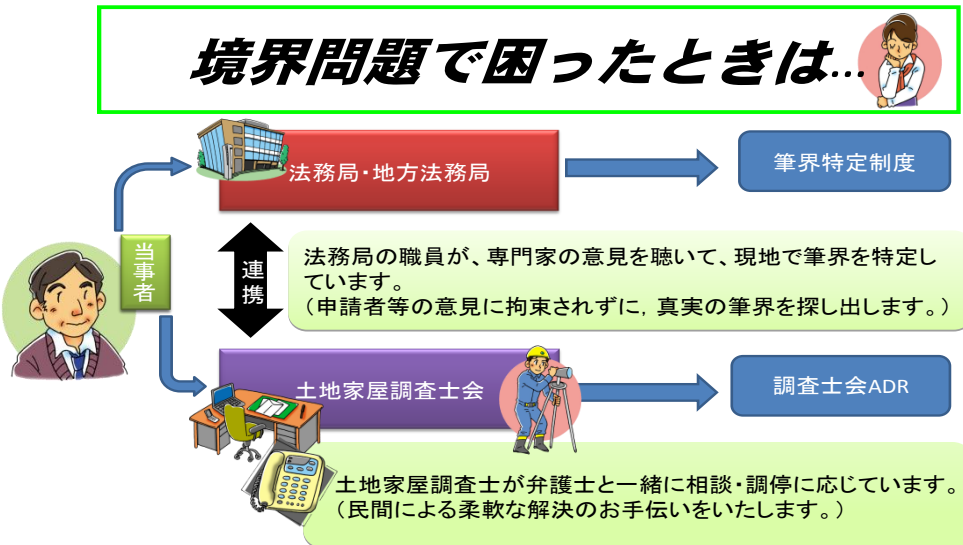 境界問題で困ったときは…
法務局・地方法務局
筆界特定制度
当事者
連携
法務局の職員が、専門家の意見を聴いて、現地で筆界を特定し
ています。
（申請者等の意見に拘束されずに，真実の筆界を探し出します。）
土地家屋調査士会
調査士会ADR
土地家屋調査士が弁護士と一緒に相談・調停に応じています。
（民間による柔軟な解決のお手伝いをいたします。）